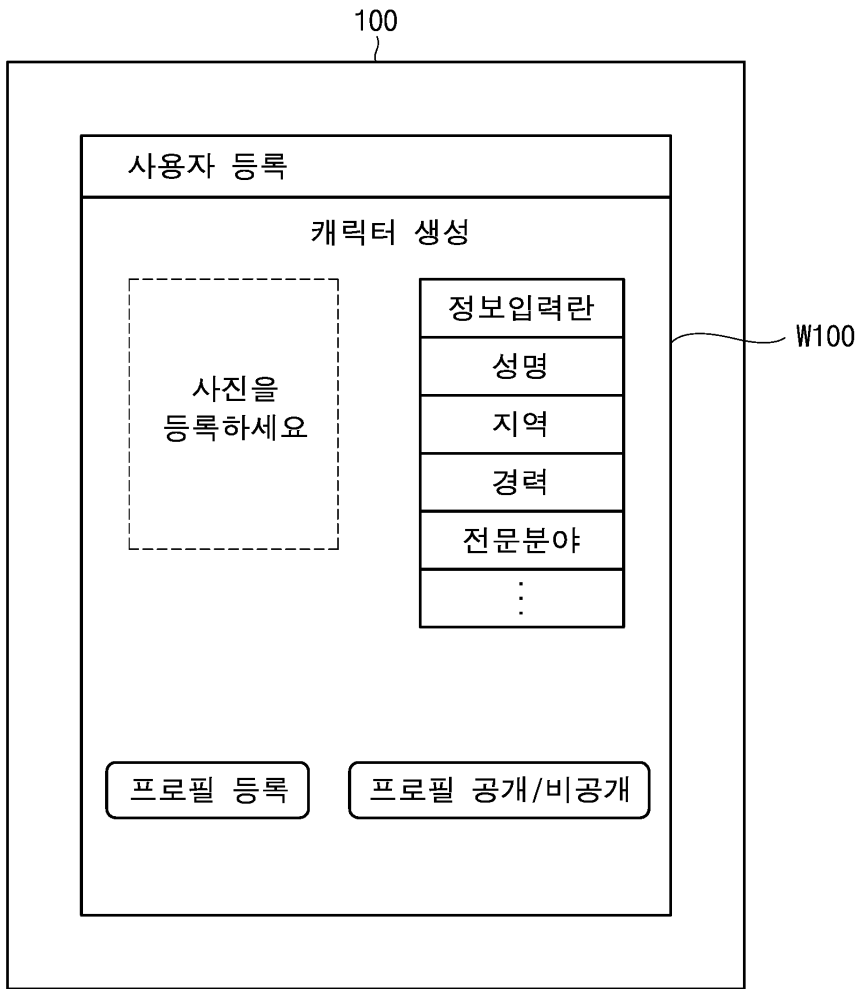 100
사용자 등록
캐릭터 생성
사진을
등록하세요
정보입력란
성명
지역
경력
전문분야
⋮
W100
프로필 등록
프로필 공개/비공개